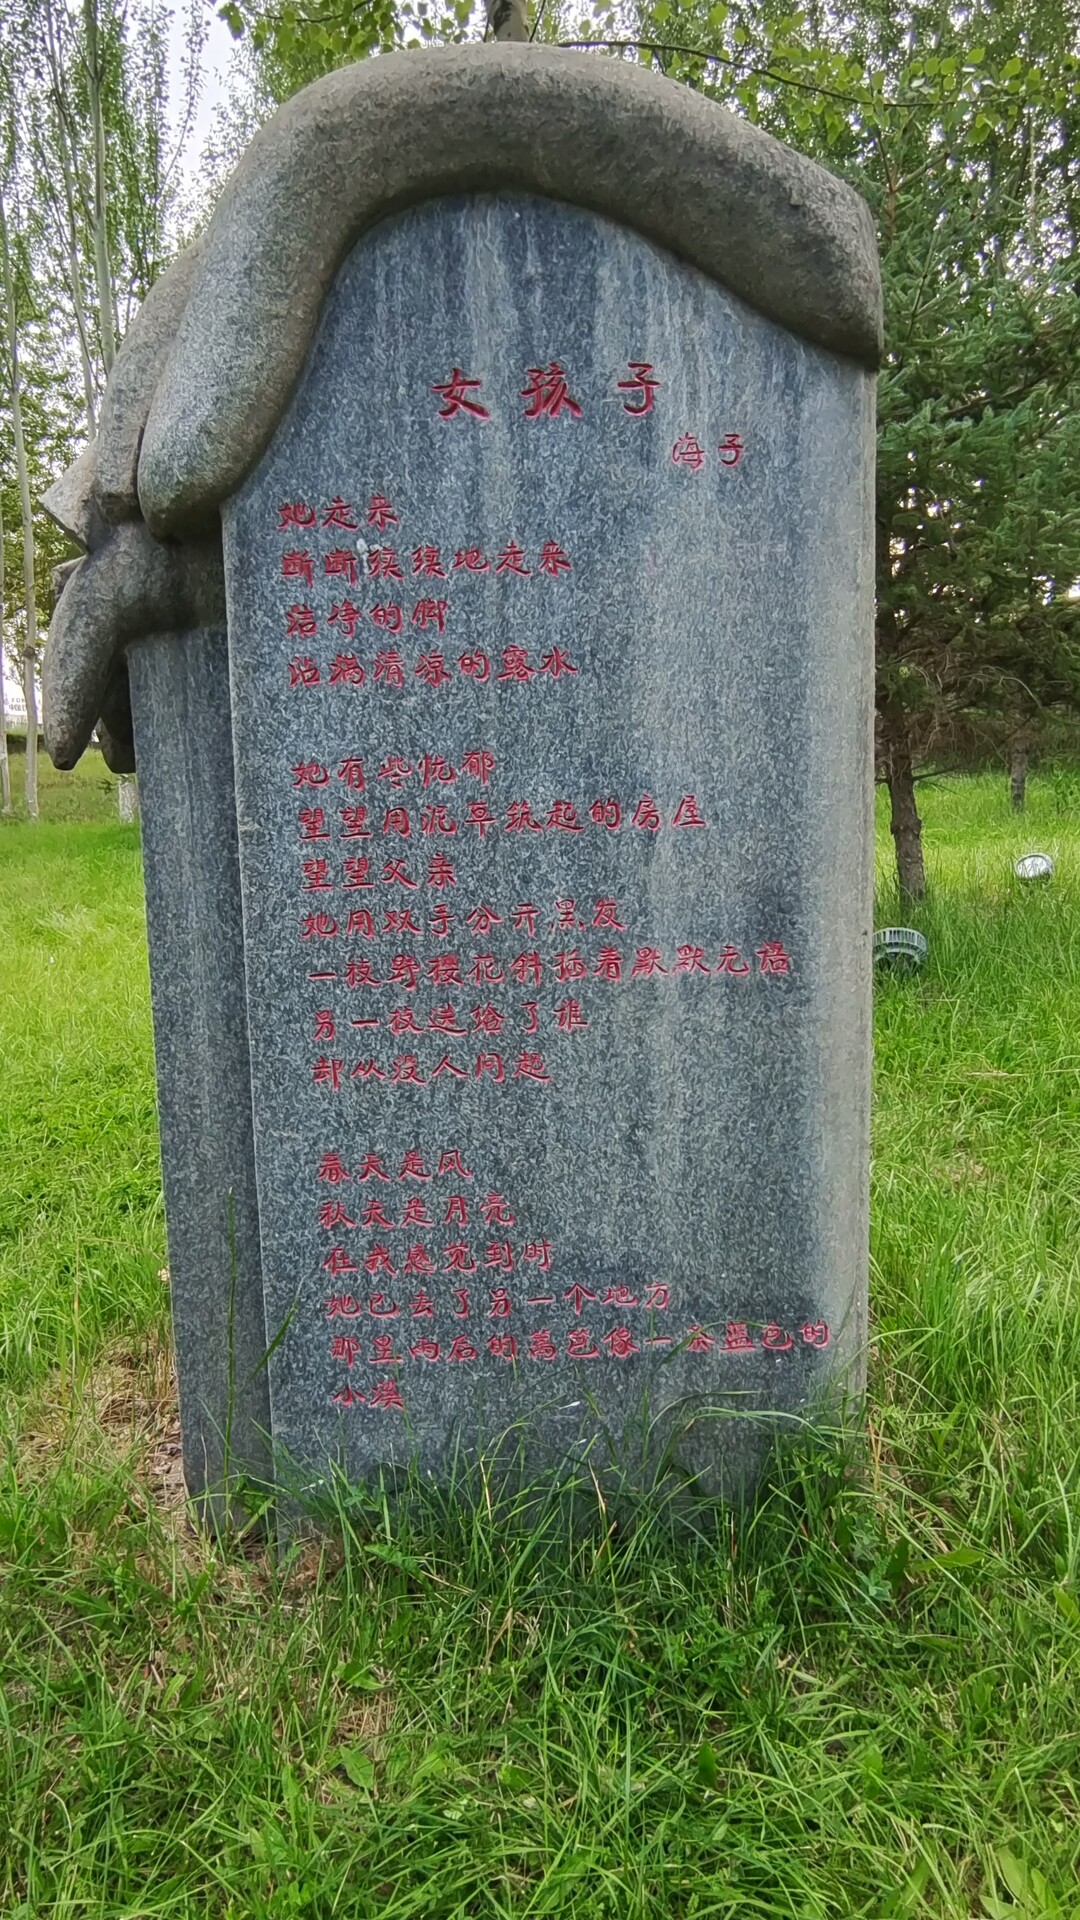 女孩子
海子
她走来
断断续续地走来
洁净的脚
沾满清凉的露水
她有些忧郁
望望用泥草筑起的房屋
望望父亲
她用双手分开黑发
一枝野樱花斜插着默默无语
另一枝送给了谁
却从没人问起
春天是风
秋天是月亮
在我感觉到时
她已去了另一个地方
那里雨后的篱笆像一条蓝色的
小溪